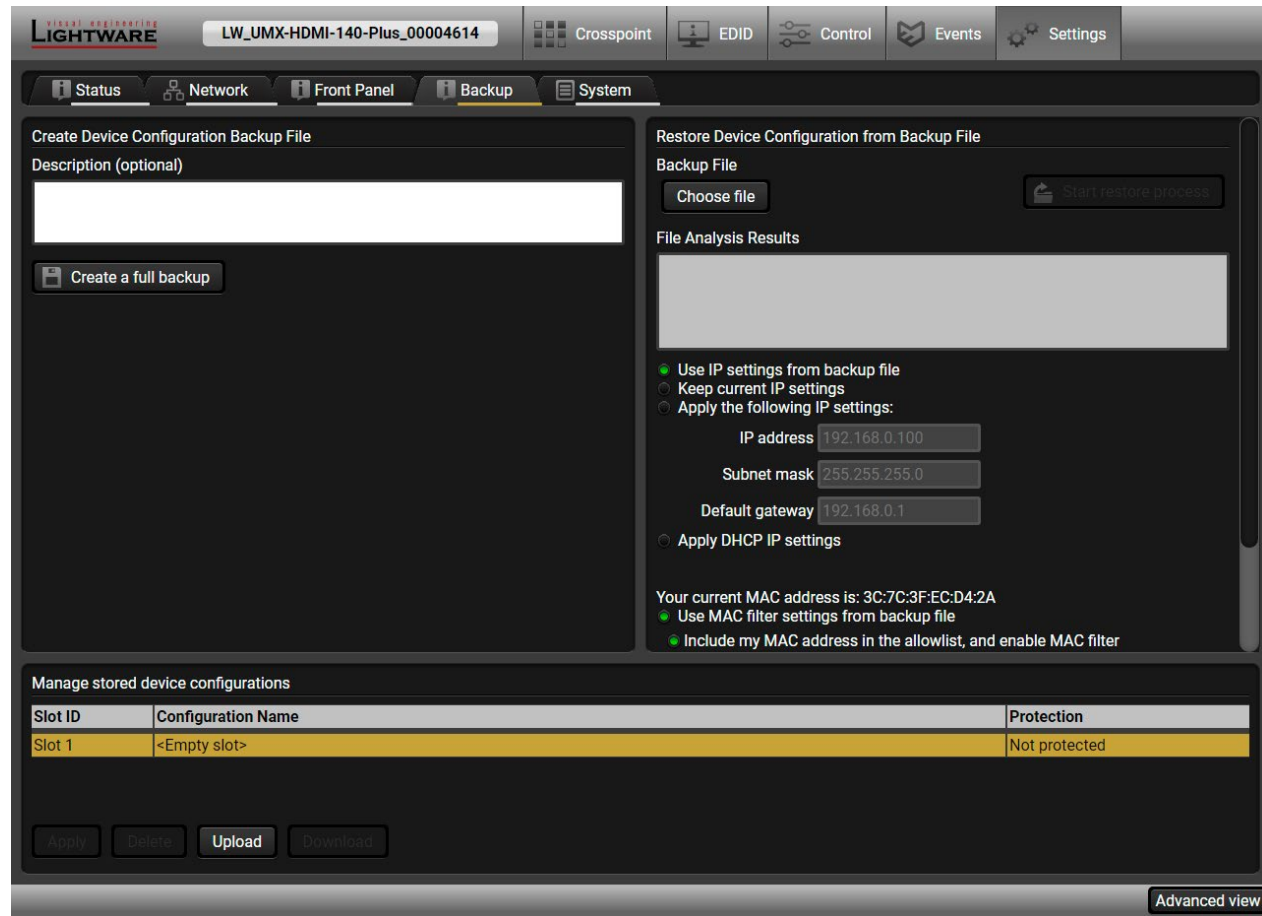 visual engineering
LIGHTWARE
LW_UMX-HDMI-140-Plus_00004614
Crosspoint
EDID
Control
Events
Settings
Status
Network
Front Panel
Backup
System
Create Device Configuration Backup File
Description (optional)
Create a full backup
Restore Device Configuration from Backup File
Backup File
Choose file
Start restore process
File Analysis Results
Use IP settings from backup file
Keep current IP settings
Apply the following IP settings:
IP address 192.168.0.100
Subnet mask 255.255.255.0
Default gateway 192.168.0.1
Apply DHCP IP settings
Your current MAC address is: 3C:7C:3F:EC:D4:2A
Use MAC filter settings from backup file
Include my MAC address in the allowlist, and enable MAC filter
Manage stored device configurations
Slot ID Configuration Name Protection
Slot 1 <Empty slot> Not protected
Apply Delete Upload Download
Advanced view